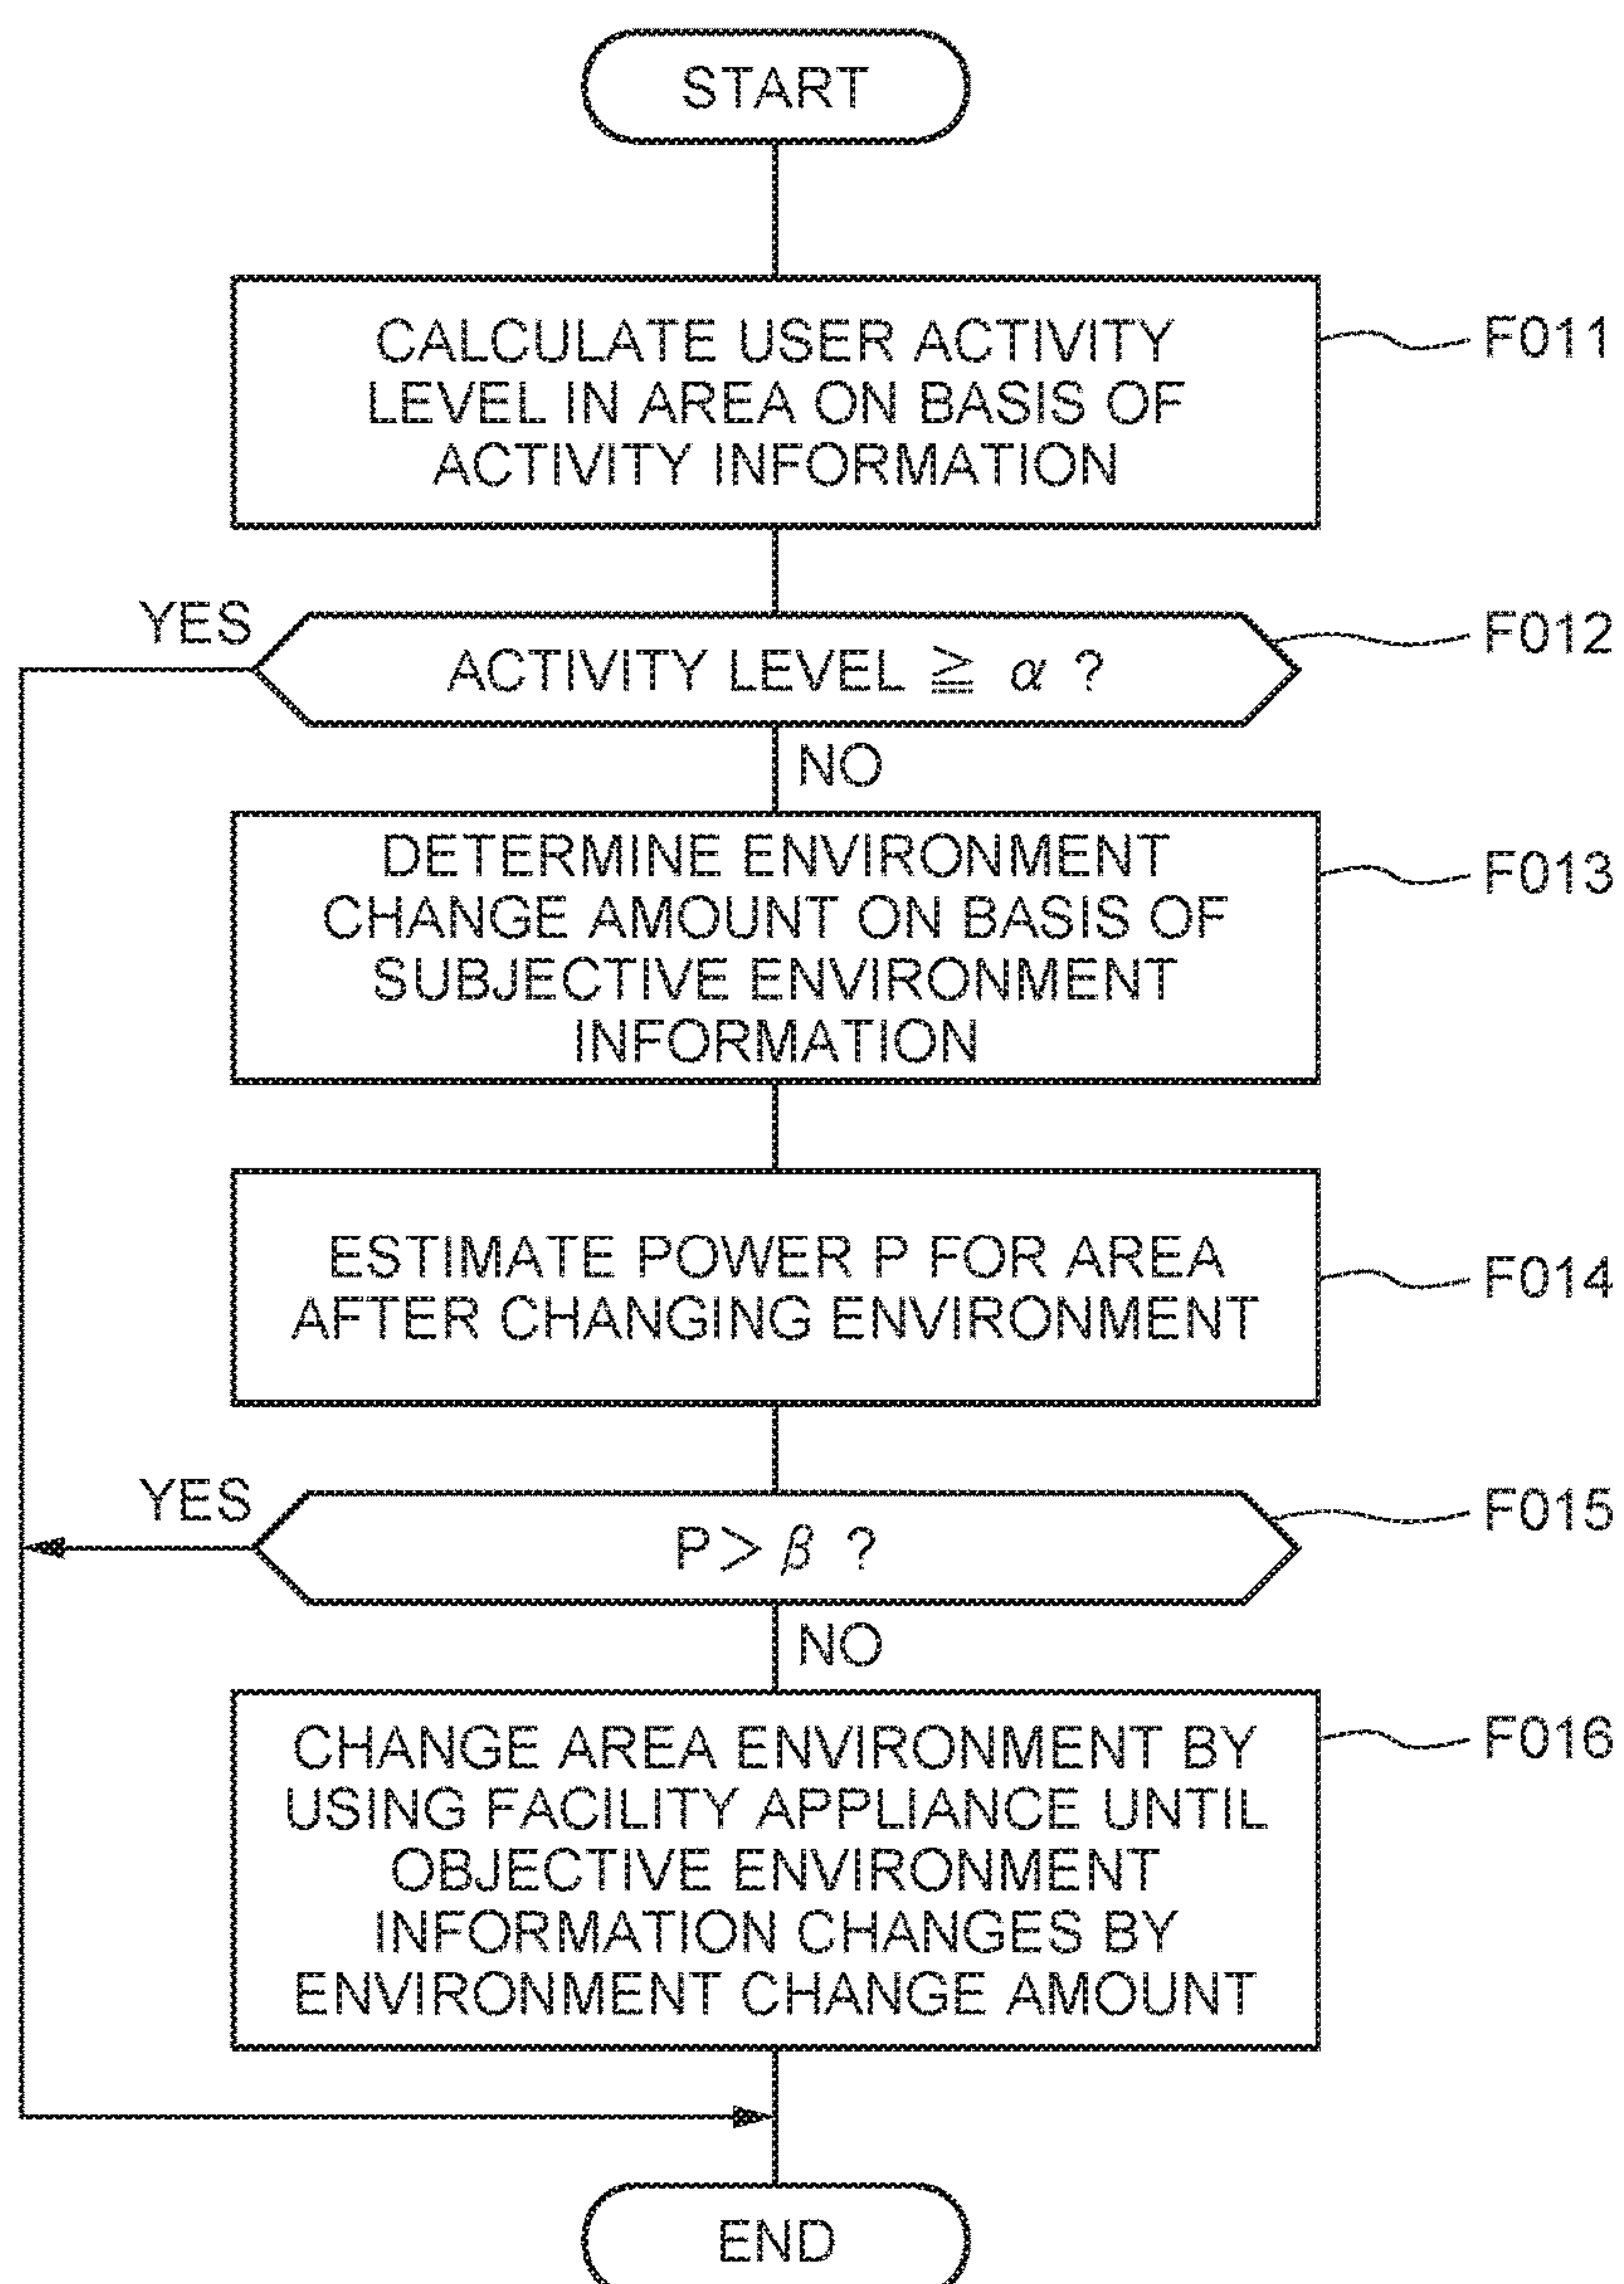 START
CALCULATE USER ACTIVITY
LEVEL IN AREA ON BASIS OF
ACTIVITY INFORMATION
F011
YES
ACTIVITY LEVEL ≧ α ?
F012
NO
DETERMINE ENVIRONMENT
CHANGE AMOUNT ON BASIS OF
SUBJECTIVE ENVIRONMENT
INFORMATION
F013
ESTIMATE POWER P FOR AREA
AFTER CHANGING ENVIRONMENT
F014
YES
P > β ?
F015
NO
CHANGE AREA ENVIRONMENT BY
USING FACILITY APPLIANCE UNTIL
OBJECTIVE ENVIRONMENT
INFORMATION CHANGES BY
ENVIRONMENT CHANGE AMOUNT
F016
END